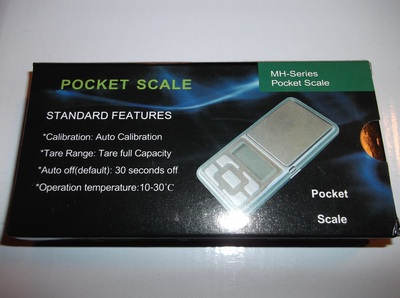 MH-Series
Pocket Scale
POCKET SCALE
STANDARD FEATURES
*Calibration: Auto Calibration
*Tare Range: Tare full Capacity
*Auto off(default): 30 seconds off
*Operation temperature:10-30℃
Pocket
Scale